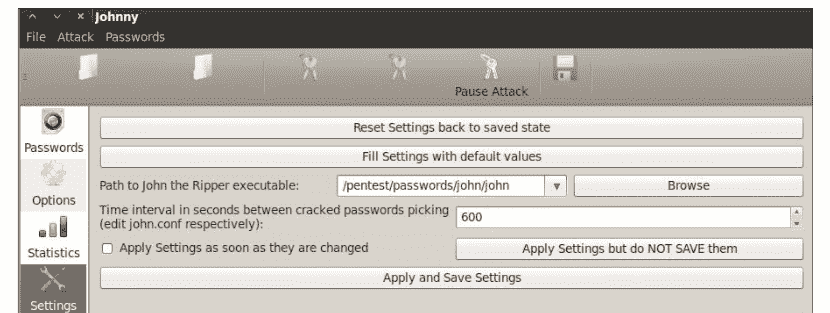 Johnny
File Attack Passwords
Pause Attack
Passwords
Options
Statistics
Settings
Reset Settings back to saved state
Fill Settings with default values
Path to John the Ripper executable: /pentest/passwords/john/john Browse
Time interval in seconds between cracked passwords picking
(edit john.conf respectively): 600
Apply Settings as soon as they are changed Apply Settings but do NOT SAVE them
Apply and Save Settings